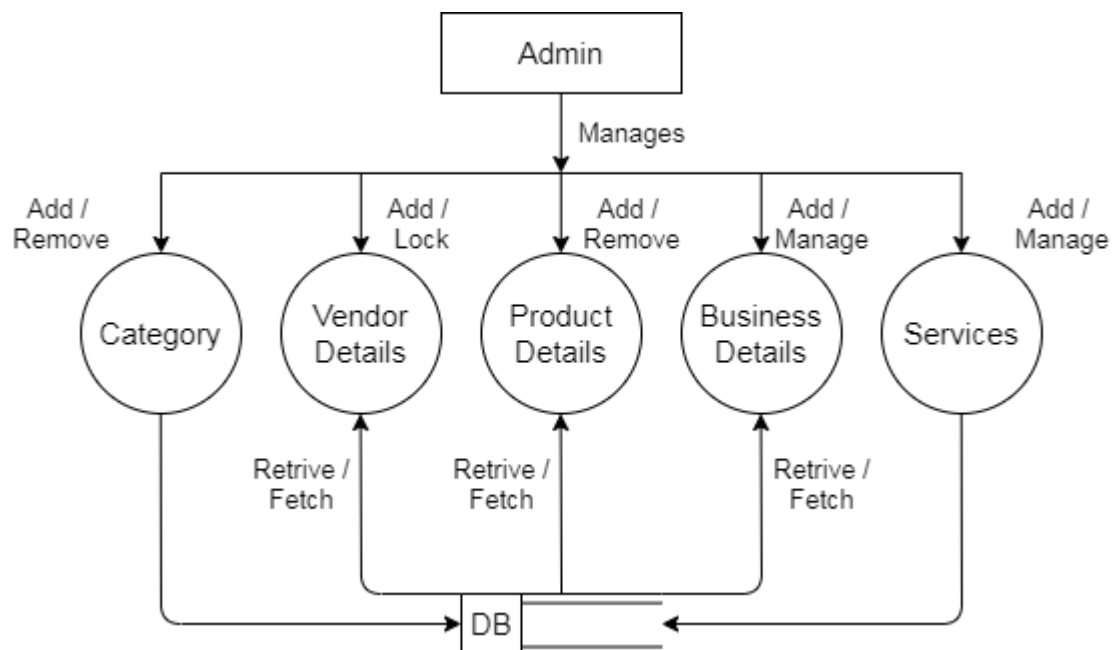 Admin
Manages
Add /
Remove
Add /
Lock
Add /
Remove
Add /
Manage
Add /
Manage
Category
Vendor
Details
Product
Details
Business
Details
Services
Retrive /
Fetch
Retrive /
Fetch
Retrive /
Fetch
DB